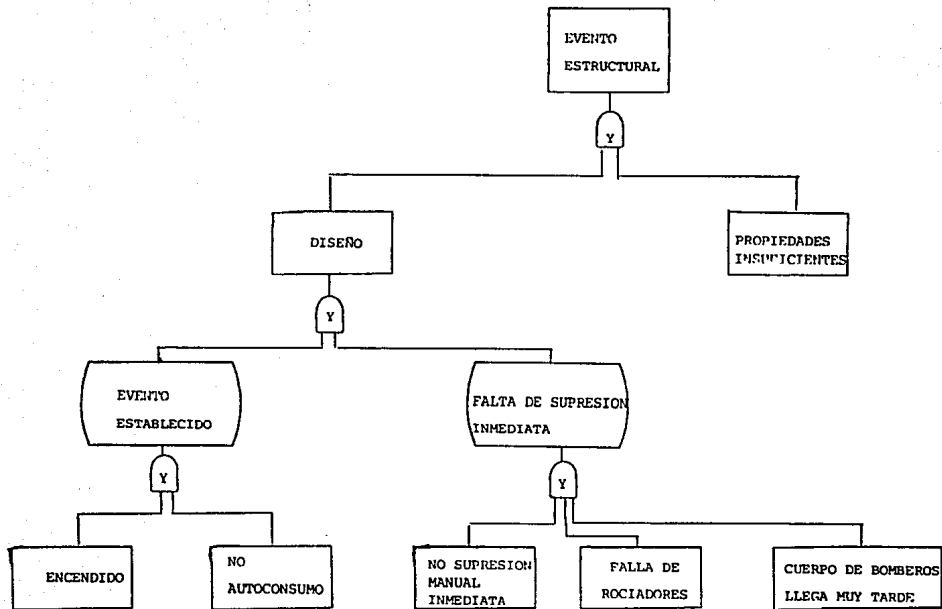 EVENTO
ESTRUCTURAL
Y
DISEÑO
PROPIEDADES
INSUFICIENTES
Y
EVENTO
ESTABLECIDO
FALTA DE SUPRESION
INMEDIATA
Y
Y
ENCENDIDO
NO
AUTOCONSUMO
NO SUPRESION
MANUAL
INMEDIATA
FALLA DE
ROCIADORES
CUERPO DE BOMBEROS
LLEGA MUY TARDE